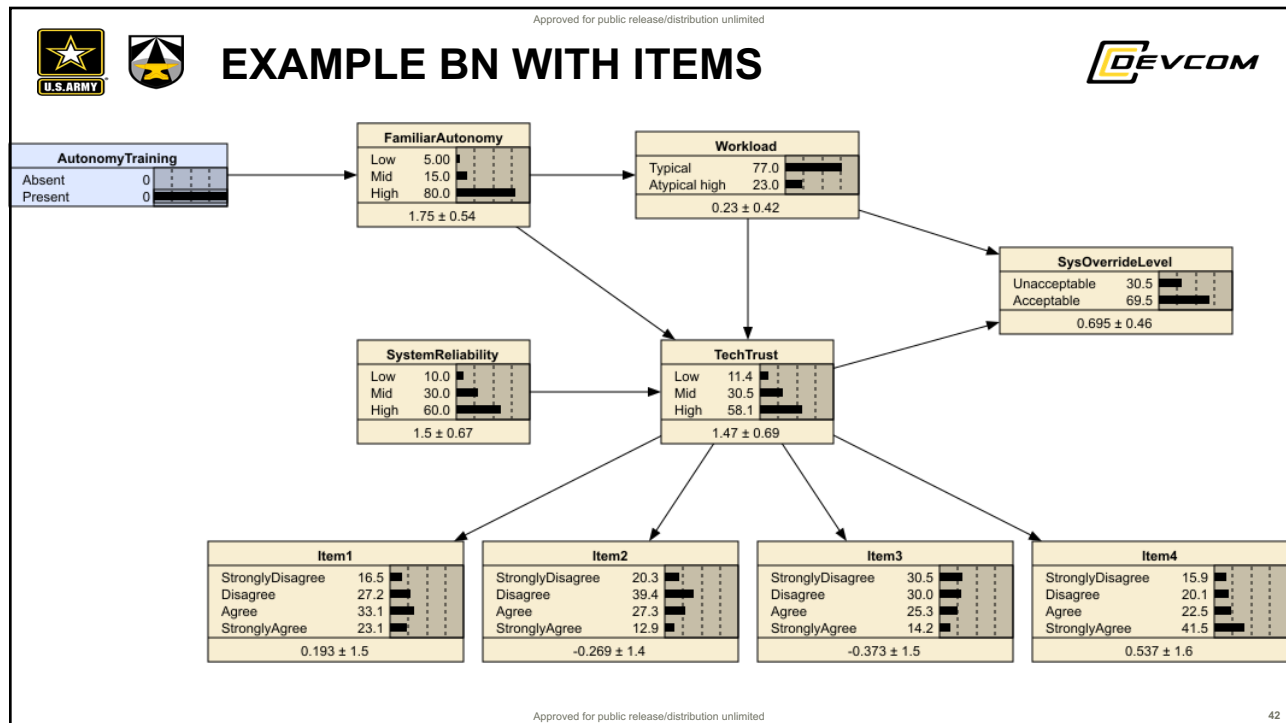 Approved for public release/distribution unlimited
U.S.ARMY
EXAMPLE BN WITH ITEMS
DEVCOM
AutonomyTraining
Absent 0
Present 0
FamiliarAutonomy
Low 5.00
Mid 15.0
High 80.0
1.75 ± 0.54
Workload
Typical 77.0
Atypical high 23.0
0.23 ± 0.42
SysOverrideLevel
Unacceptable 30.5
Acceptable 69.5
0.695 ± 0.46
SystemReliability
Low 10.0
Mid 30.0
High 60.0
1.5 ± 0.67
TechTrust
Low 11.4
Mid 30.5
High 58.1
1.47 ± 0.69
Item1
StronglyDisagree 16.5
Disagree 27.2
Agree 33.1
StronglyAgree 23.1
0.193 ± 1.5
Item2
StronglyDisagree 20.3
Disagree 39.4
Agree 27.3
StronglyAgree 12.9
-0.269 ± 1.4
Item3
StronglyDisagree 30.5
Disagree 30.0
Agree 25.3
StronglyAgree 14.2
-0.373 ± 1.5
Item4
StronglyDisagree 15.9
Disagree 20.1
Agree 22.5
StronglyAgree 41.5
0.537 ± 1.6
Approved for public release/distribution unlimited
42